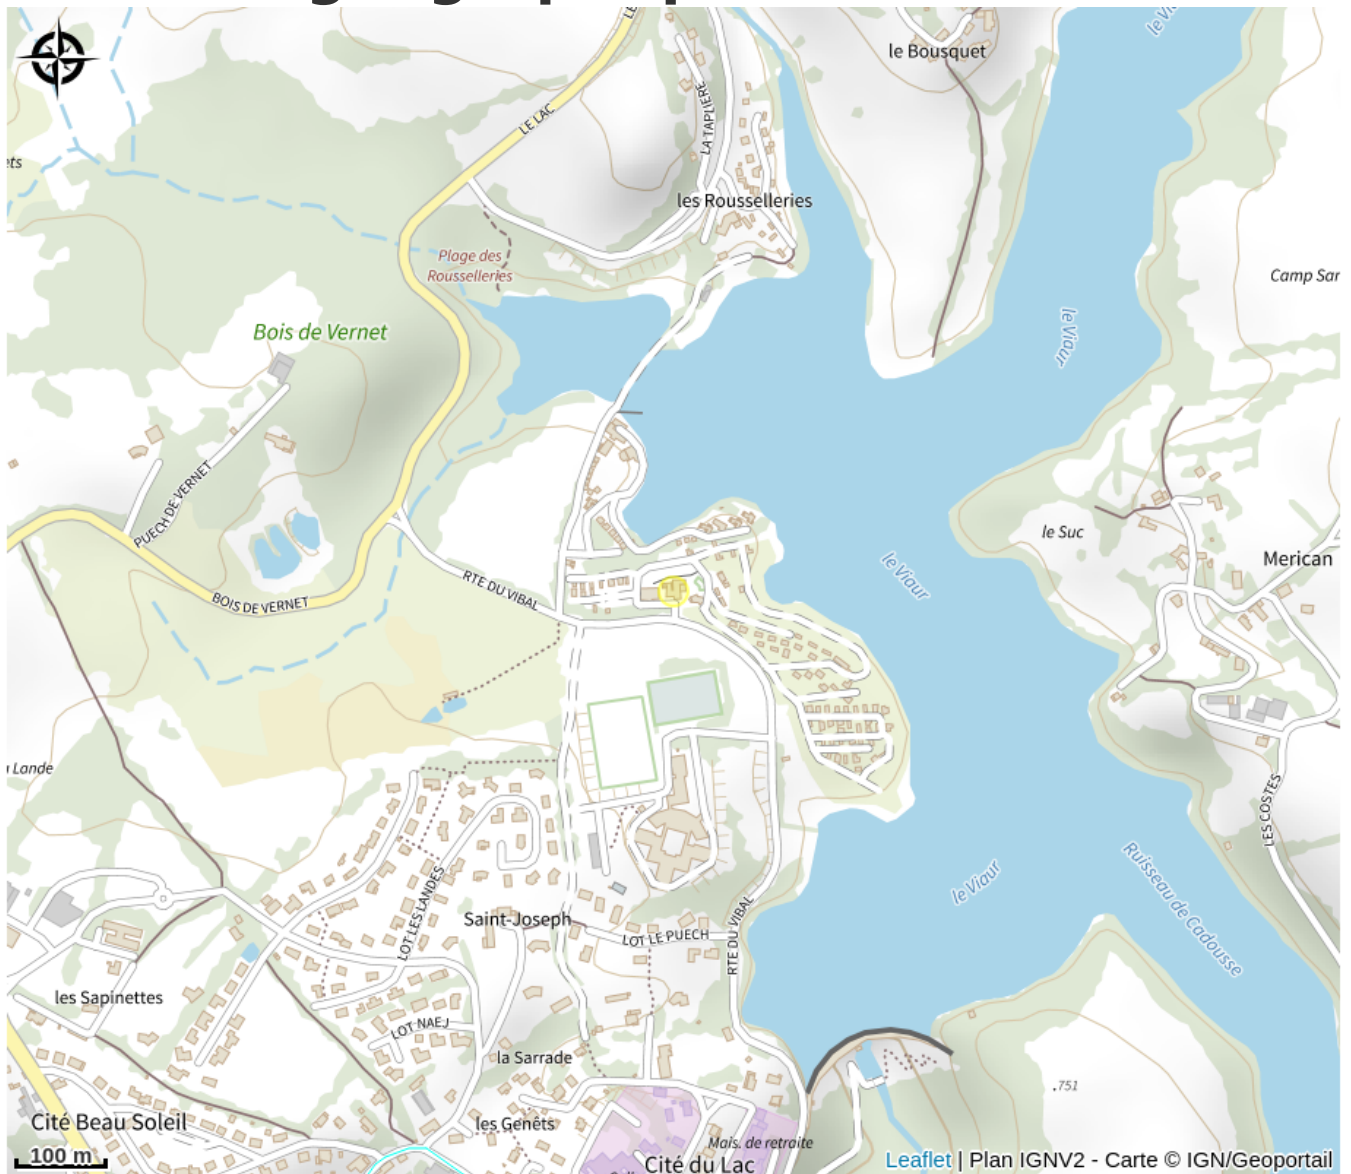 le Bousquet
LE LAC
LA TAPLIERE
les Rousselleries
Plage des
Rousselleries
Camp Sar
Bois de Vernet
le Viaur
PUECH DE VERNET
le Suc
Merican
le Viaur
RTE DU VIBAL
BOIS DE VERNET
Lande
LES COSTES
le Viaur
Ruisseau de Cadousse
LOT LES LANDES
Saint-Joseph
LOT LE PUECH
RTE DU VIBAL
les Sapinettes
LOT NAEJ
la Sarrade
.751
Cité Beau Soleil
les Genêts
Mais. de retraite
100 m
Cité du Lac
Leaflet | Plan IGNV2 - Carte © IGN/Geoportail